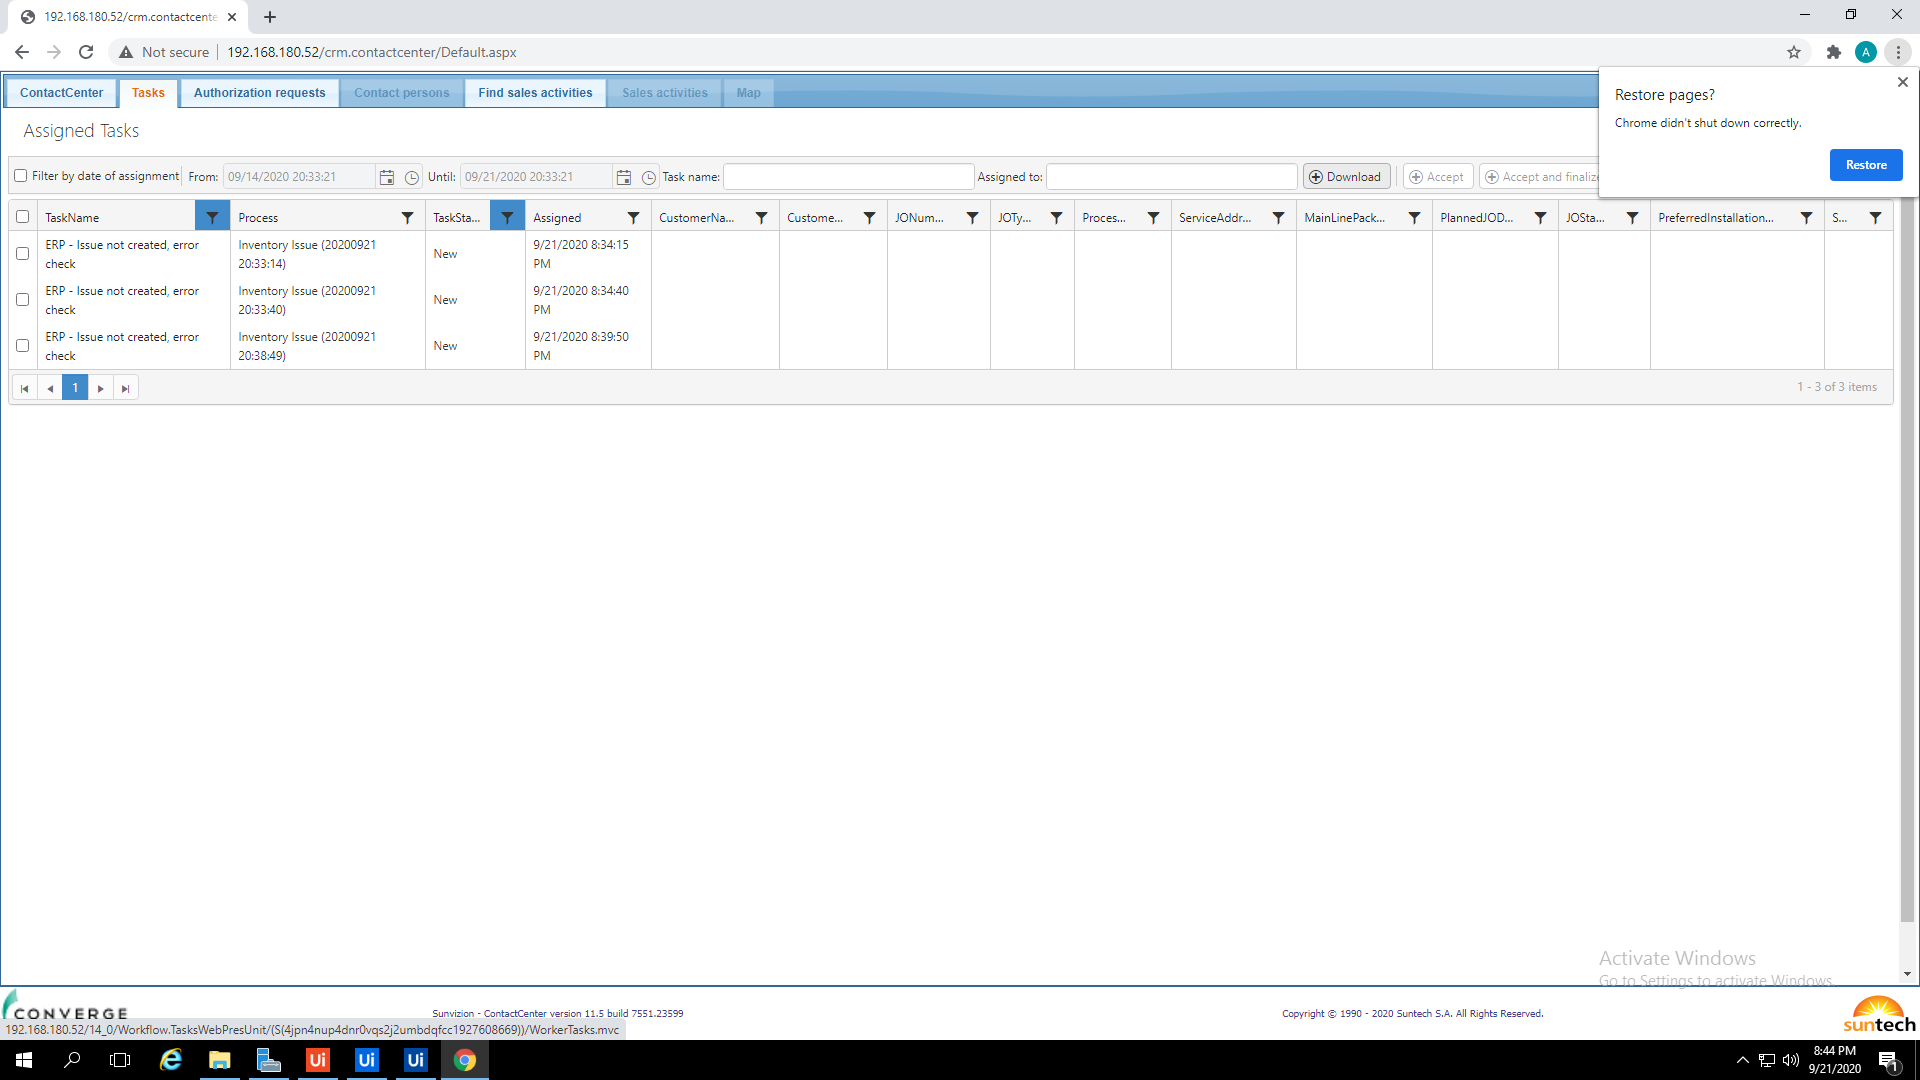 192.168.180.52/crm.contactcente
Not secure
192.168.180.52/crm.contactcenter/Default.aspx
A
ContactCenter
Tasks
Authorization requests
Contact persons
Find sales activities
Sales activities
Map
Restore pages?
Chrome didn't shut down correctly.
Restore
Assigned Tasks
Filter by date of assignment
From:
09/14/2020 20:33:21
Until:
09/21/2020 20:33:21
Task name:
Assigned to:
Download
Accept
Accept and finalize
TaskName
Process
TaskSta...
Assigned
CustomerNa...
Custome...
JONum...
JOTy...
Proces...
ServiceAddr...
MainLinePack...
PlannedJOD...
JOSta...
PreferredInstallation...
S...
ERP - Issue not created, error
check
Inventory Issue (20200921
20:33:14)
New
9/21/2020 8:34:15
PM
ERP - Issue not created, error
check
Inventory Issue (20200921
20:33:40)
New
9/21/2020 8:34:40
PM
ERP - Issue not created, error
check
Inventory Issue (20200921
20:38:49)
New
9/21/2020 8:39:50
PM
1
1 - 3 of 3 items
Activate Windows
Go to Settings to activate Windows.
CONVERGE
Sunvizion - ContactCenter version 11.5 build 7551.23599
Copyright © 1990 - 2020 Suntech S.A. All Rights Reserved.
suntech
192.168.180.52/14_0/Workflow.TasksWebPresUnit/(S(4jpn4nup4dnr0vqs2j2umbdqfcc1927608669))/WorkerTasks.mvc
Ui
Ui
Ui
8:44 PM
9/21/2020
1